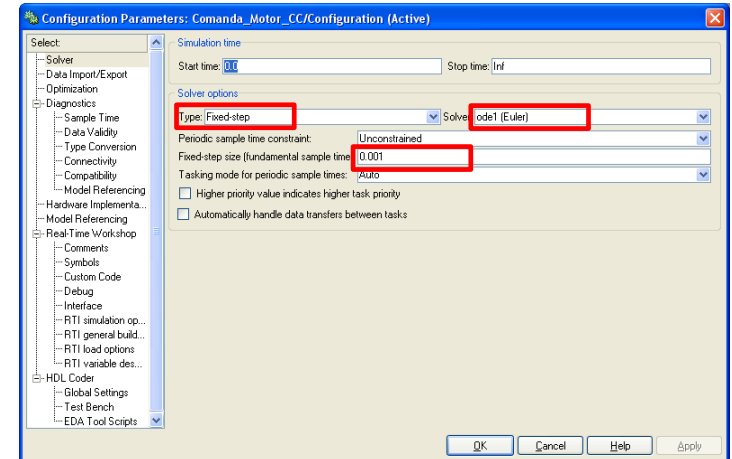 Configuration Parameters: Comanda_Motor_CC/Configuration (Active)
Select:
Solver
Data Import/Export
Optimization
Diagnostics
Sample Time
Data Validity
Type Conversion
Connectivity
Compatibility
Model Referencing
Hardware Implementa...
Model Referencing
Real-Time Workshop
Comments
Symbols
Custom Code
Debug
Interface
RTI simulation op...
RTI general build...
RTI load options
RTI variable des...
HDL Coder
Global Settings
Test Bench
EDA Tool Scripts
Simulation time
Start time: 0.0 Stop time: Inf
Solver options
Type: Fixed-step Solver ode1 (Euler)
Periodic sample time constraint: Unconstrained
Fixed-step size (fundamental sample time 0.001
Tasking mode for periodic sample times: Auto
Higher priority value indicates higher task priority
Automatically handle data transfers between tasks
OK Cancel Help Apply